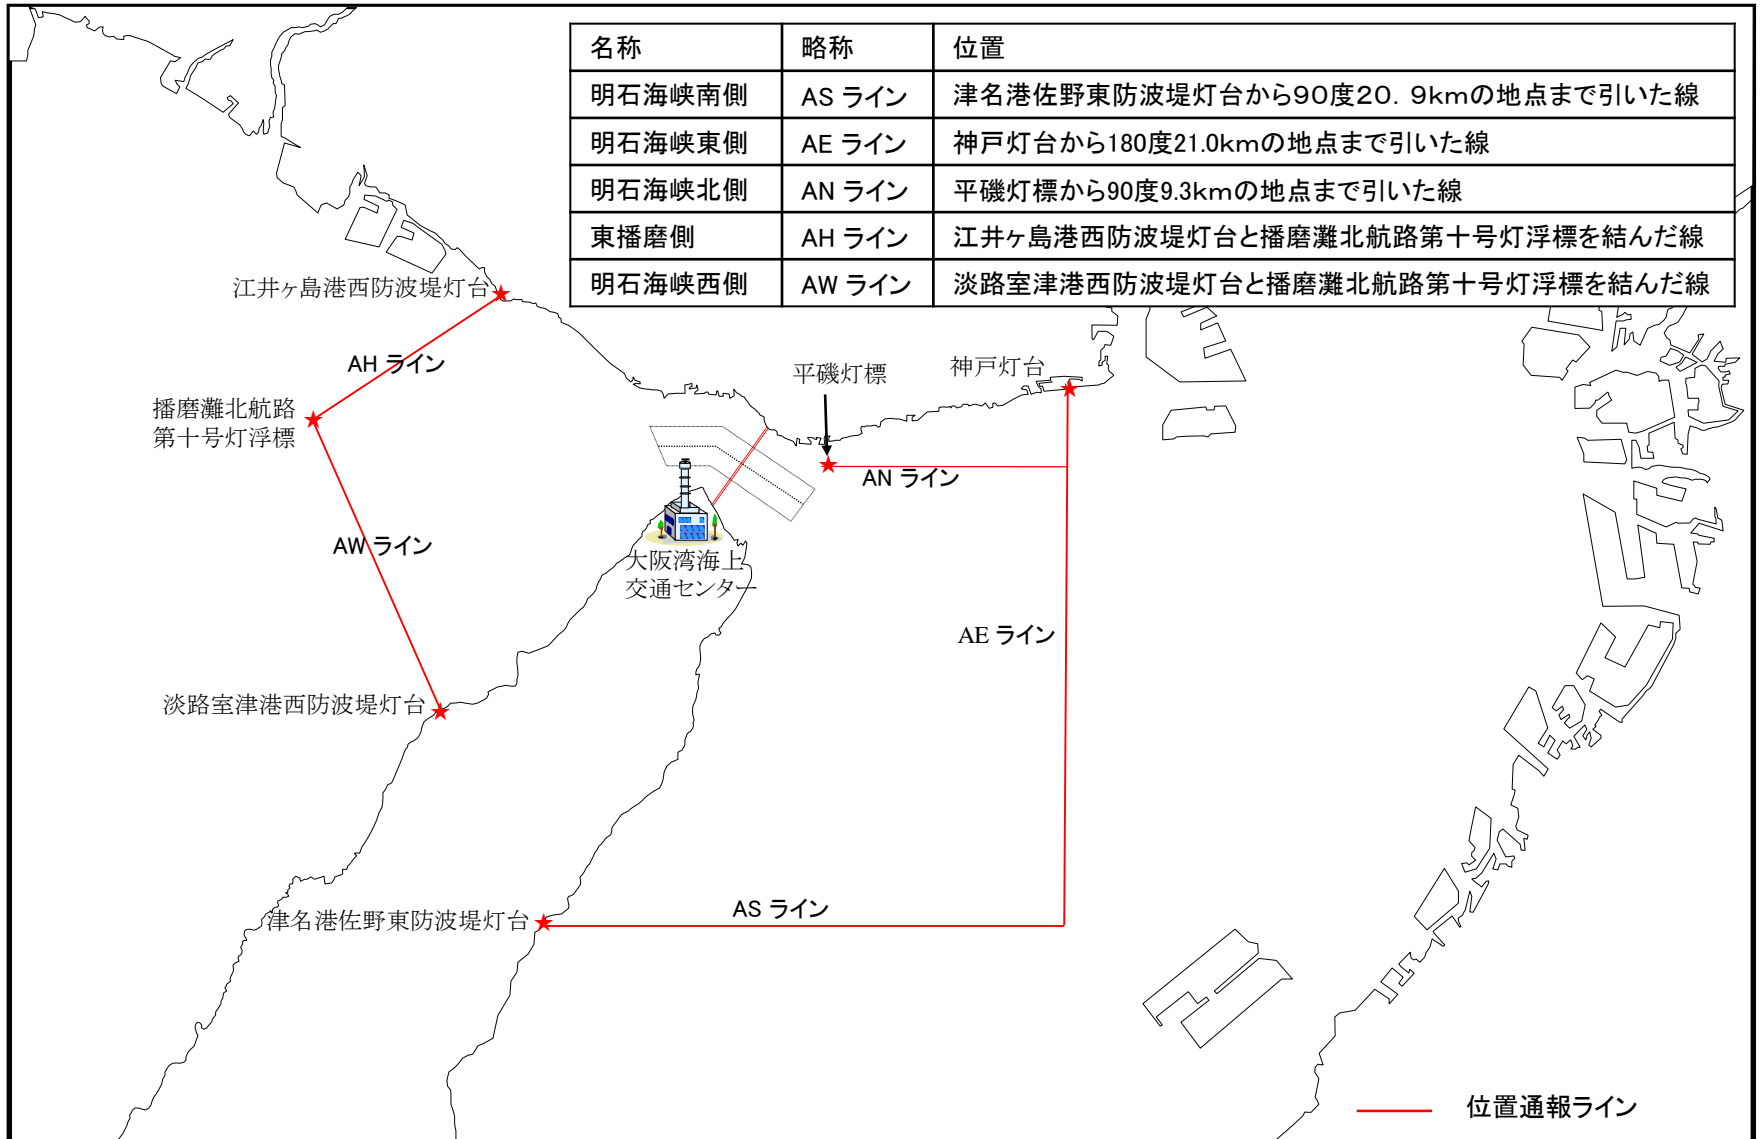 名称 略称 位置
明石海峡南側 AS ライン 津名港佐野東防波堤灯台から90度20．9kmの地点まで引いた線
明石海峡東側 AE ライン 神戸灯台から180度21.0kmの地点まで引いた線
明石海峡北側 AN ライン 平磯灯標から90度9.3kmの地点まで引いた線
東播磨側 AH ライン 江井ヶ島港西防波堤灯台と播磨灘北航路第十号灯浮標を結んだ線
明石海峡西側 AW ライン 淡路室津港西防波堤灯台と播磨灘北航路第十号灯浮標を結んだ線
江井ヶ島港西防波堤灯台
AH ライン
平磯灯標
神戸灯台
播磨灘北航路
第十号灯浮標
AN ライン
AW ライン
大阪湾海上
交通センター
AE ライン
淡路室津港西防波堤灯台
AS ライン
津名港佐野東防波堤灯台
位置通報ライン